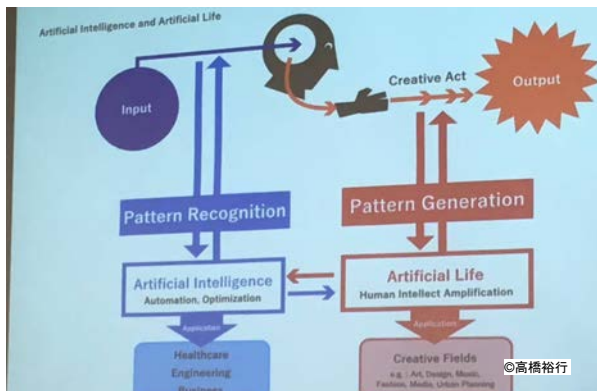 Artificial Intelligence and Artificial Life
Input
Creative Act
Output
Pattern Recognition
Pattern Generation
Artificial Intelligence
Automation, Optimization
Artificial Life
Human Intellect Amplification
Application
Application
Healthcare
Engineering
Business
Creative Fields
e.g.: Art, Design, Music,
Fashion, Media, Urban Planning
©高橋裕行